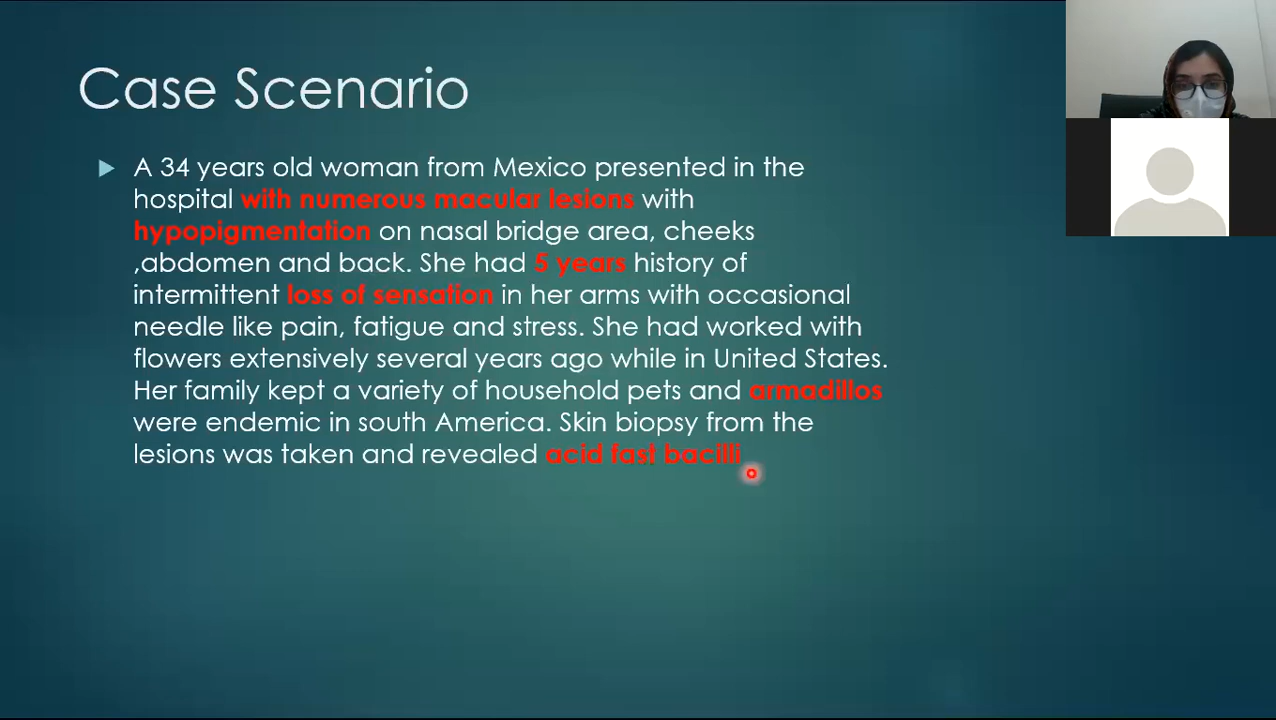 Case Scenario
A 34 years old woman from Mexico presented in the
hospital with numerous macular lesions with
hypopigmentation on nasal bridge area, cheeks
,abdomen and back. She had 5 years history of
intermittent loss of sensation in her arms with occasional
needle like pain, fatigue and stress. She had worked with
flowers extensively several years ago while in United States.
Her family kept a variety of household pets and armadillos
were endemic in south America. Skin biopsy from the
lesions was taken and revealed acid fast bacilli